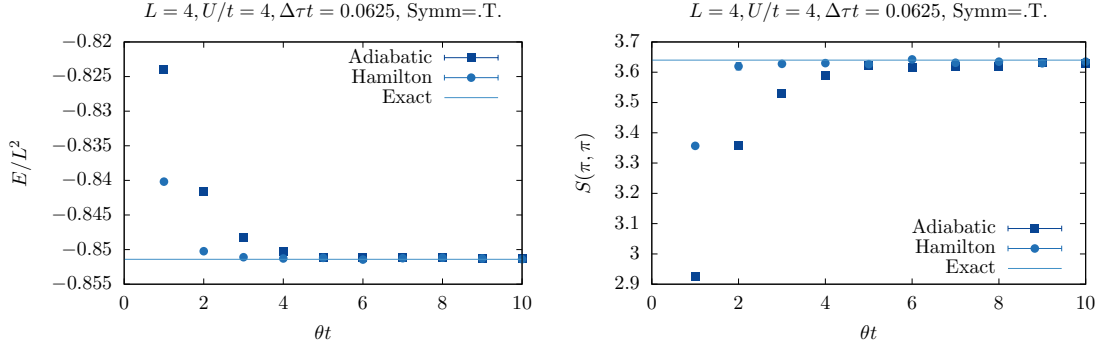 L = 4, U/t = 4, Δτt = 0.0625, Symm=.T.
−0.82
−0.825
−0.83
−0.835
−0.84
−0.845
−0.85
−0.855
E/L²
Adiabatic
Hamilton
Exact
0 2 4 6 8 10
θt
L = 4, U/t = 4, Δτt = 0.0625, Symm=.T.
3.7
3.6
3.5
3.4
3.3
3.2
3.1
3
2.9
S(π, π)
Adiabatic
Hamilton
Exact
0 2 4 6 8 10
θt